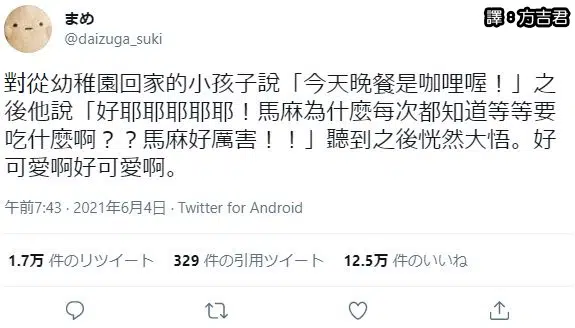 譯●方吉君
まめ
@daizuga_suki
對從幼稚園回家的小孩子說「今天晚餐是咖哩喔！」之
後他說「好耶耶耶耶耶！馬麻為什麼每次都知道等等要
吃什麼啊？？馬麻好厲害！！」聽到之後恍然大悟。好
可愛啊好可愛啊。
午前7:43 · 2021年6月4日 · Twitter for Android
1.7万 件のリツイート 329 件の引用ツイート 12.5万 件のいいね